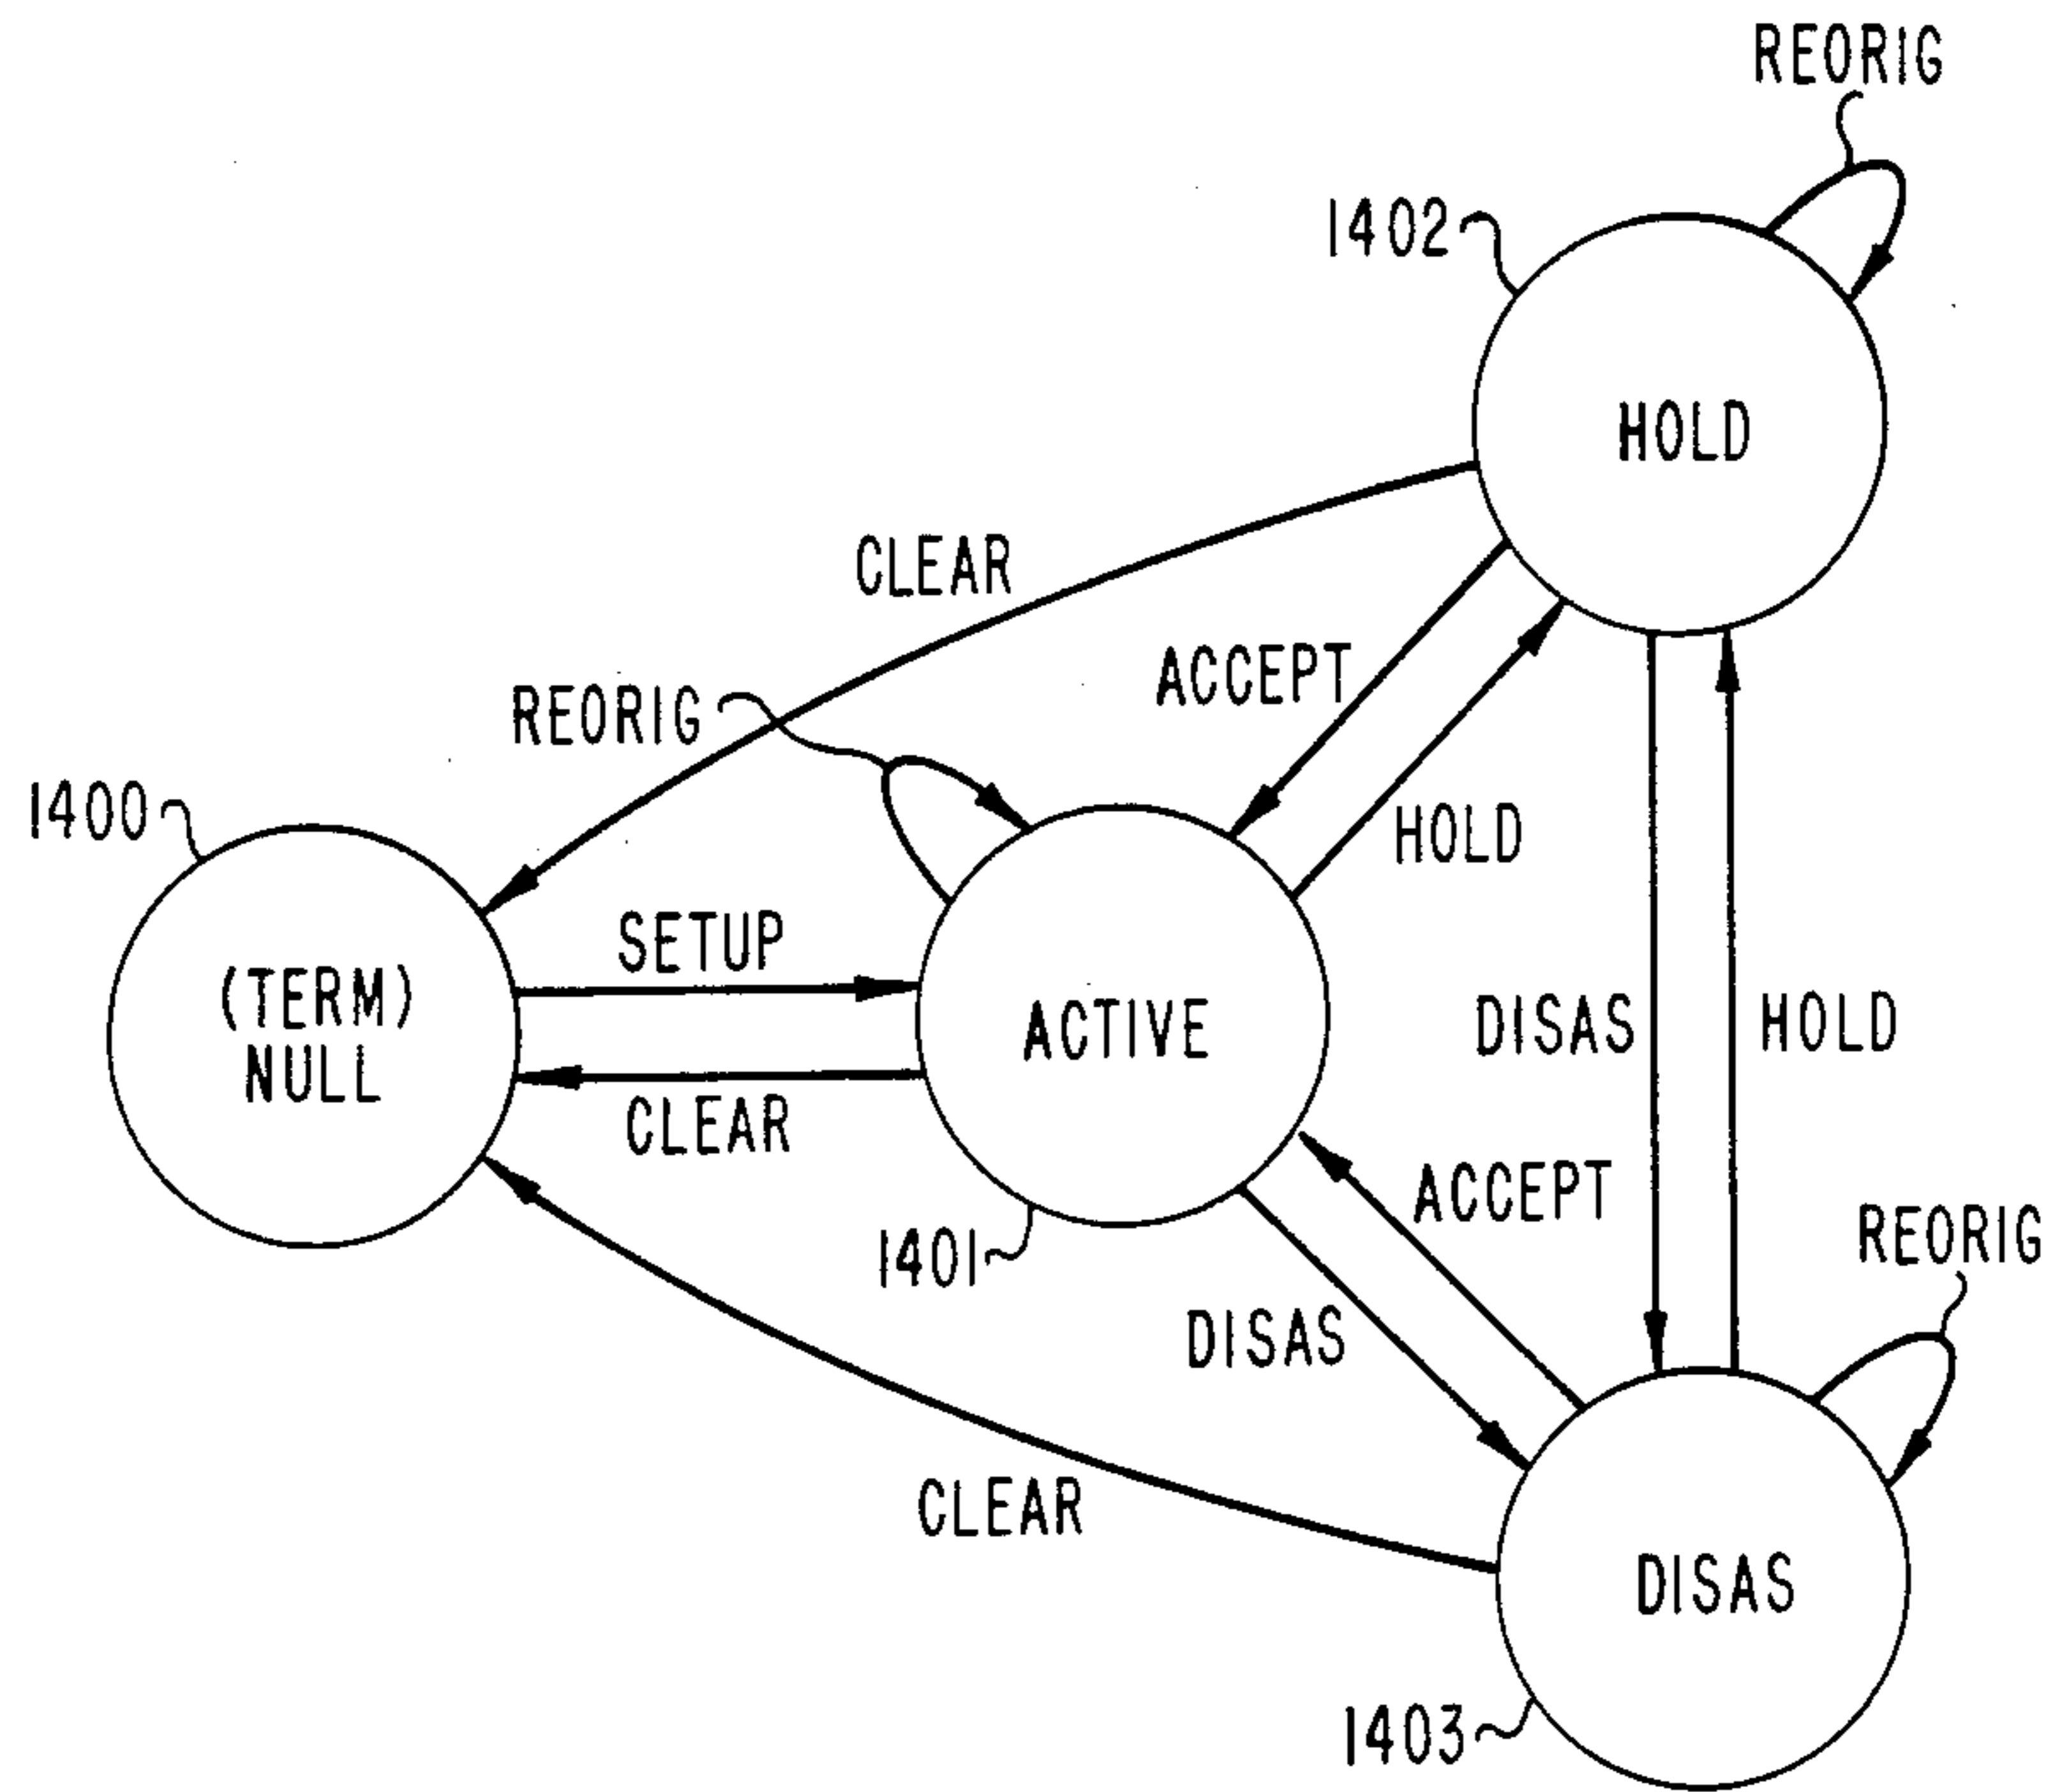 REORIG
1402
HOLD
CLEAR
ACCEPT
REORIG
1400
HOLD
SETUP
(TERM)
NULL
ACTIVE
DISAS
HOLD
CLEAR
ACCEPT
REORIG
1401
DISAS
CLEAR
DISAS
1403